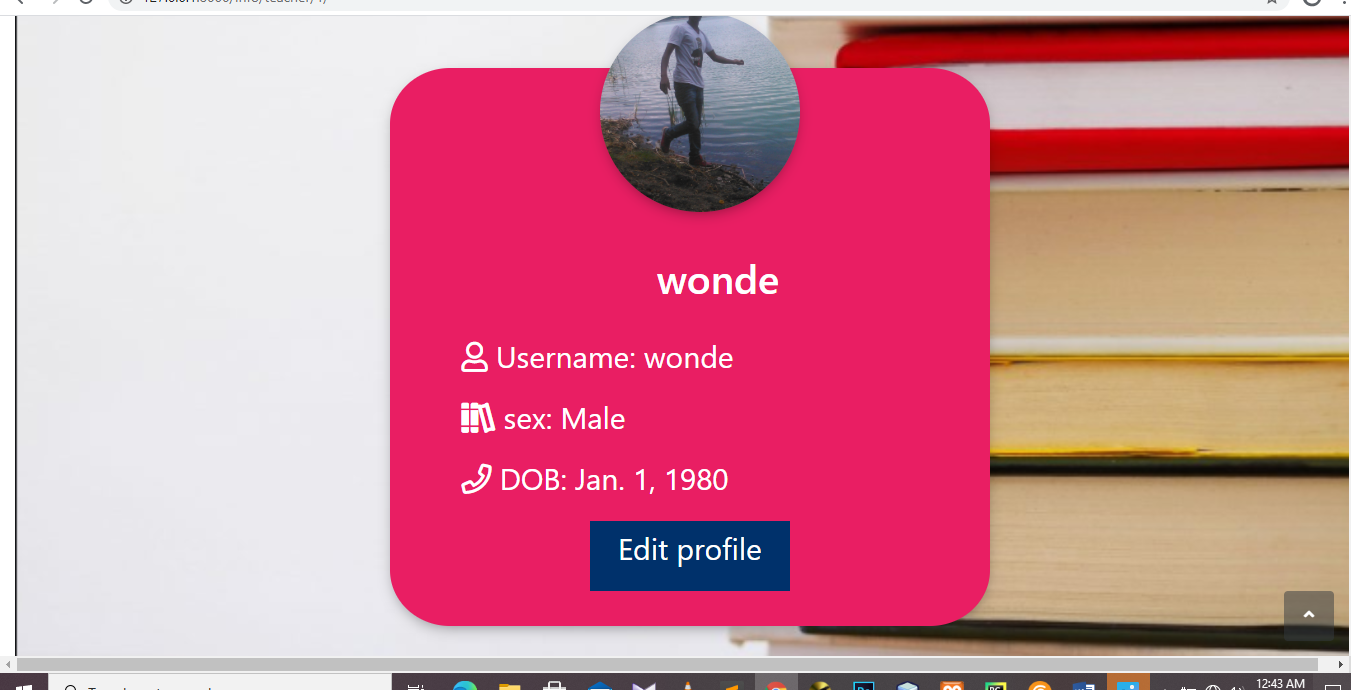 wonde
Username: wonde
sex: Male
DOB: Jan. 1, 1980
Edit profile
12:43 AM